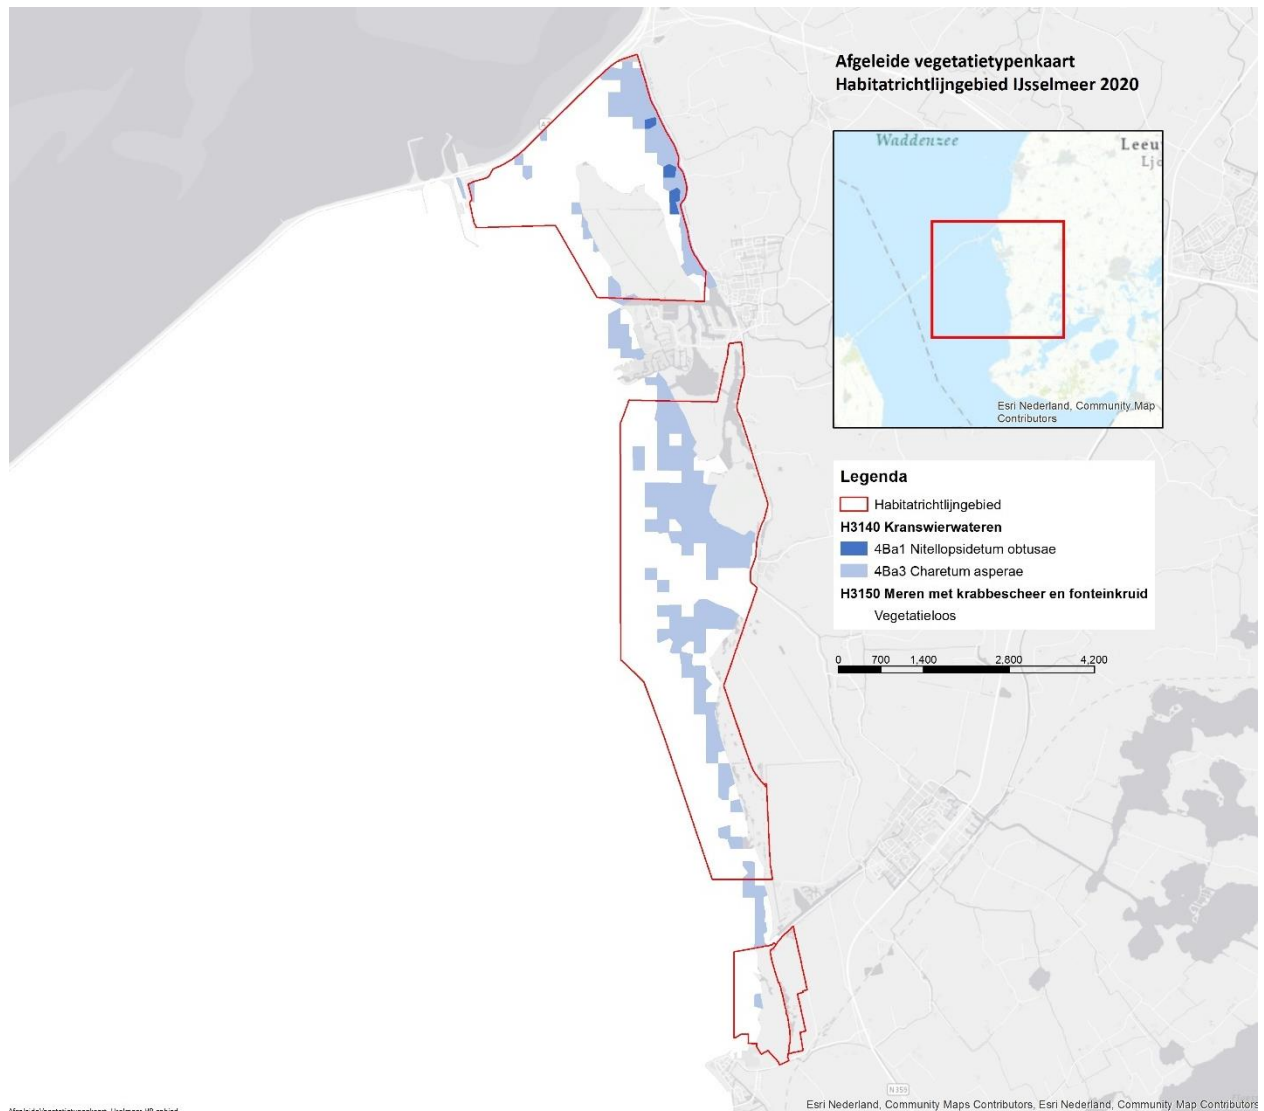 Afgeleide vegetatietypenkaart
Habitatrichtlijngebied IJsselmeer 2020
Waddenzee
Leeu
Ljo
Esri Nederland, Community Map
Contributors
Legenda
Habitatrichtlijngebied
H3140 Kranswierwateren
4Ba1 Nitellopsidetum obtusae
4Ba3 Charetum asperae
H3150 Meren met krabbescheer en fonteinkruid
Vegetatieloos
0 700 1,400 2,800 4,200
N359
Esri Nederland, Community Maps Contributors, Esri Nederland, Community Map Contributors